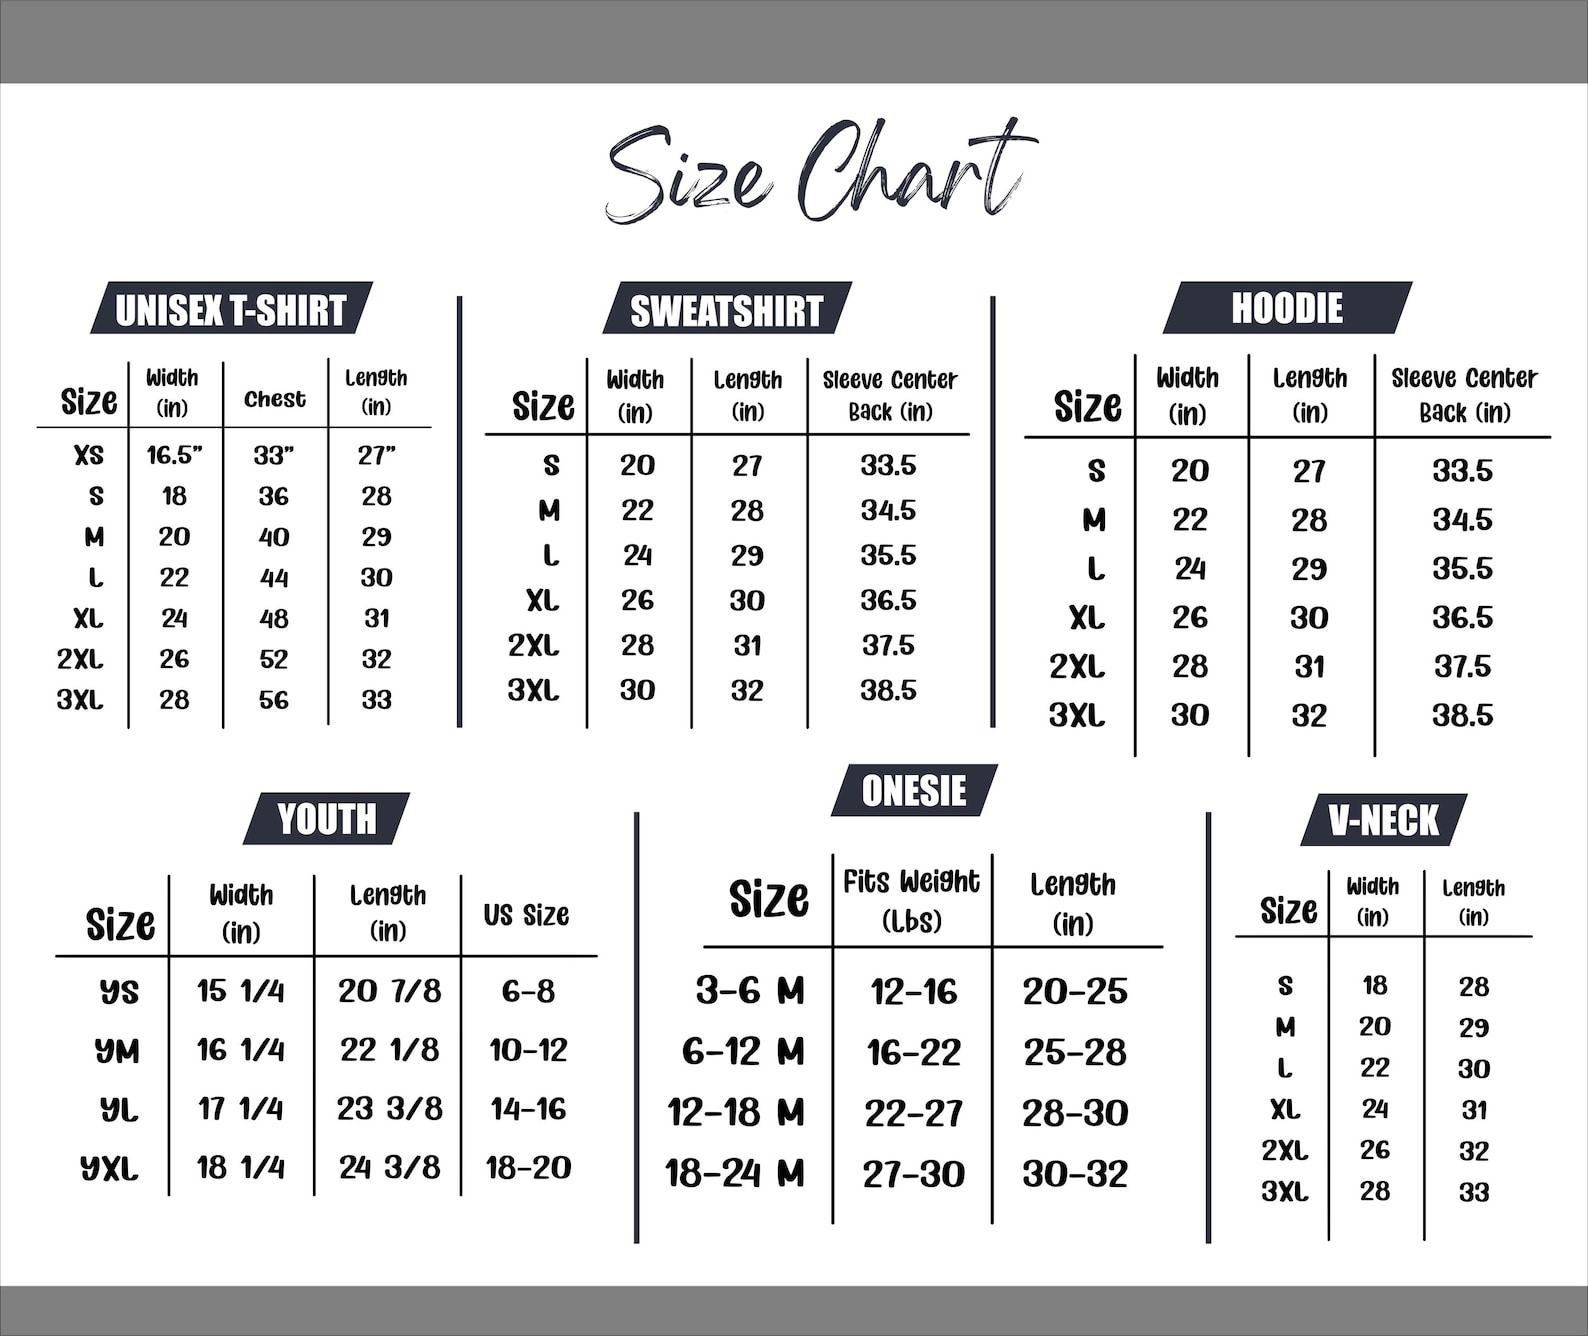 Size Chart
UNISEX T-SHIRT
Size Width (in) Chest Length (in)
XS 16.5" 33" 27"
S 18 36 28
M 20 40 29
L 22 44 30
XL 24 48 31
2XL 26 52 32
3XL 28 56 33
SWEATSHIRT
Size Width (in) Length (in) Sleeve Center Back (in)
S 20 27 33.5
M 22 28 34.5
L 24 29 35.5
XL 26 30 36.5
2XL 28 31 37.5
3XL 30 32 38.5
HOODIE
Size Width (in) Length (in) Sleeve Center Back (in)
S 20 27 33.5
M 22 28 34.5
L 24 29 35.5
XL 26 30 36.5
2XL 28 31 37.5
3XL 30 32 38.5
YOUTH
Size Width (in) Length (in) US Size
YS 15 1/4 20 7/8 6-8
YM 16 1/4 22 1/8 10-12
YL 17 1/4 23 3/8 14-16
YXL 18 1/4 24 3/8 18-20
ONESIE
Size Fits Weight (Lbs) Length (in)
3-6 M 12-16 20-25
6-12 M 16-22 25-28
12-18 M 22-27 28-30
18-24 M 27-30 30-32
V-NECK
Size Width (in) Length (in)
S 18 28
M 20 29
L 22 30
XL 24 31
2XL 26 32
3XL 28 33